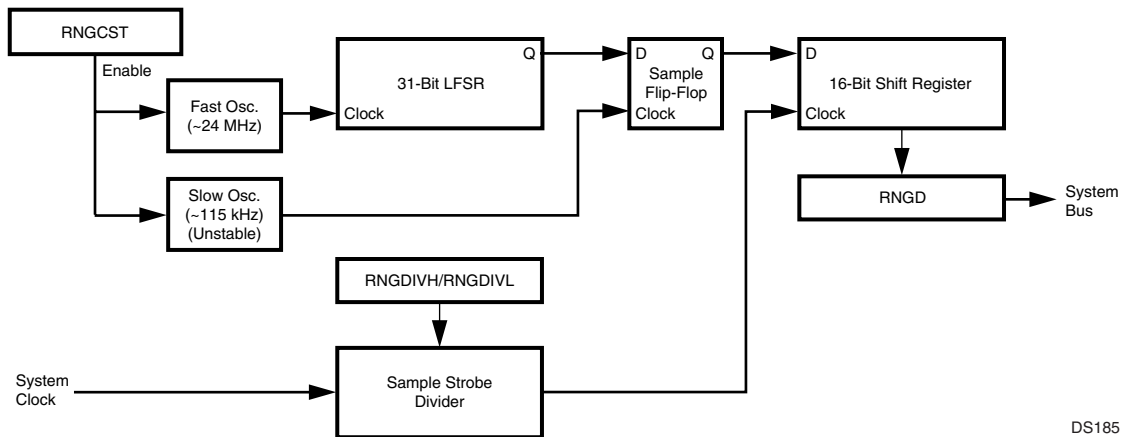 RNGCST
Enable
Fast Osc.
(~24 MHz)
Slow Osc.
(~115 kHz)
(Unstable)
Q
31-Bit LFSR
Clock
D Q
Sample
Flip-Flop
Clock
D
16-Bit Shift Register
Clock
RNGD
System
Bus
RNGDIVH/RNGDIVL
System
Clock
Sample Strobe
Divider
DS185